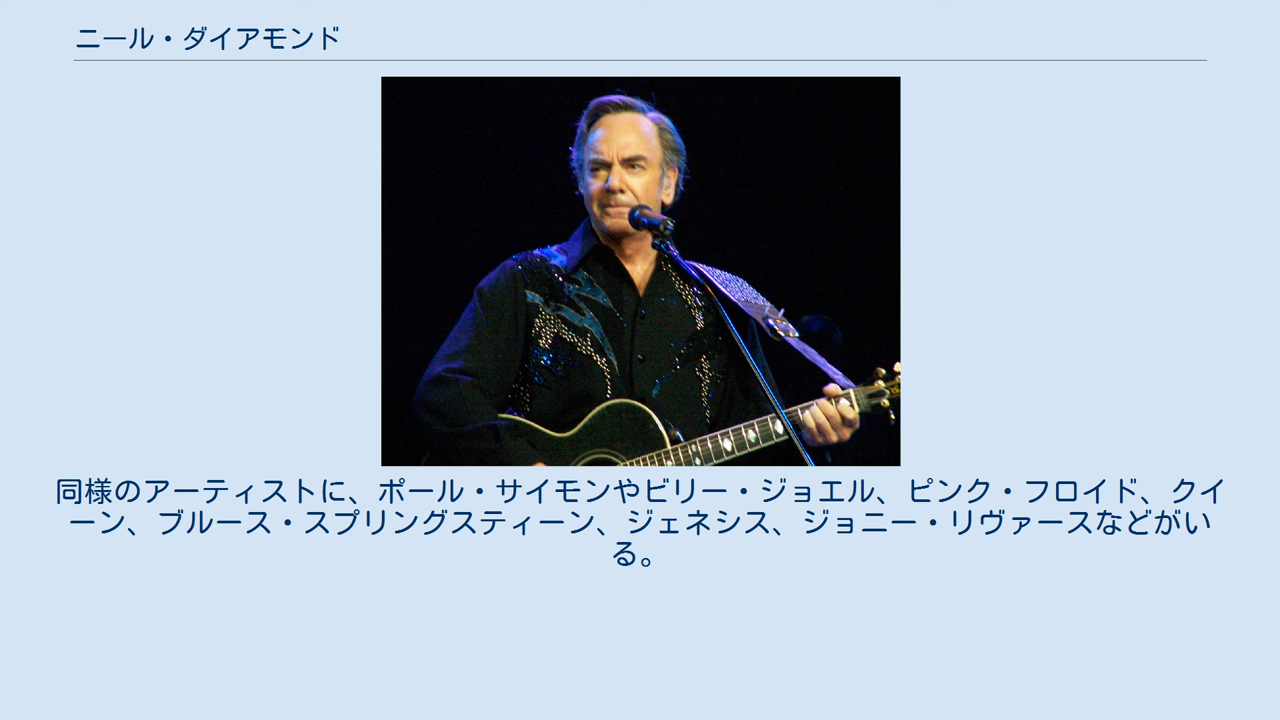 ニール・ダイアモンド
同様のアーティストに、ポール・サイモンやビリー・ジョエル、ピンク・フロイド、クイ
ーン、ブルース・スプリングスティーン、ジェネシス、ジョニー・リヴァースなどがい
る。